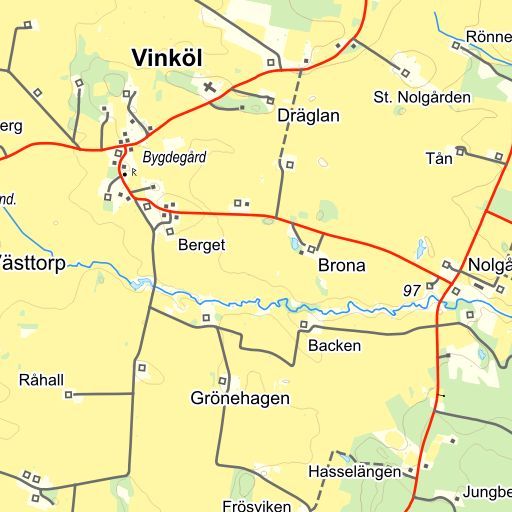 Rönne
Vinköl
St. Nolgården
Dräglan
erg
Bygdegård
R
Tån
nd.
Berget
Västtorp
Brona
Nolgå
97
Backen
Råhall
Grönehagen
Hasselängen
Jungbe
Frösviken